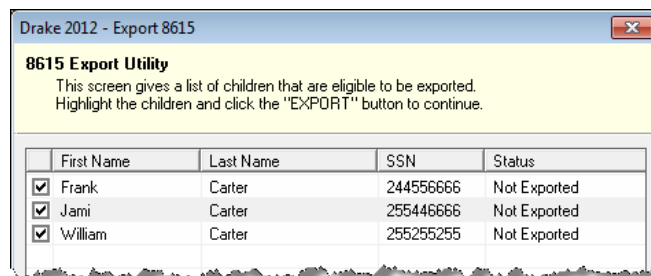 Drake 2012 - Export 8615
8615 Export Utility
This screen gives a list of children that are eligible to be exported.
Highlight the children and click the "EXPORT" button to continue.
First Name Last Name SSN Status
Frank Carter 244556666 Not Exported
Jami Carter 255446666 Not Exported
William Carter 255255255 Not Exported